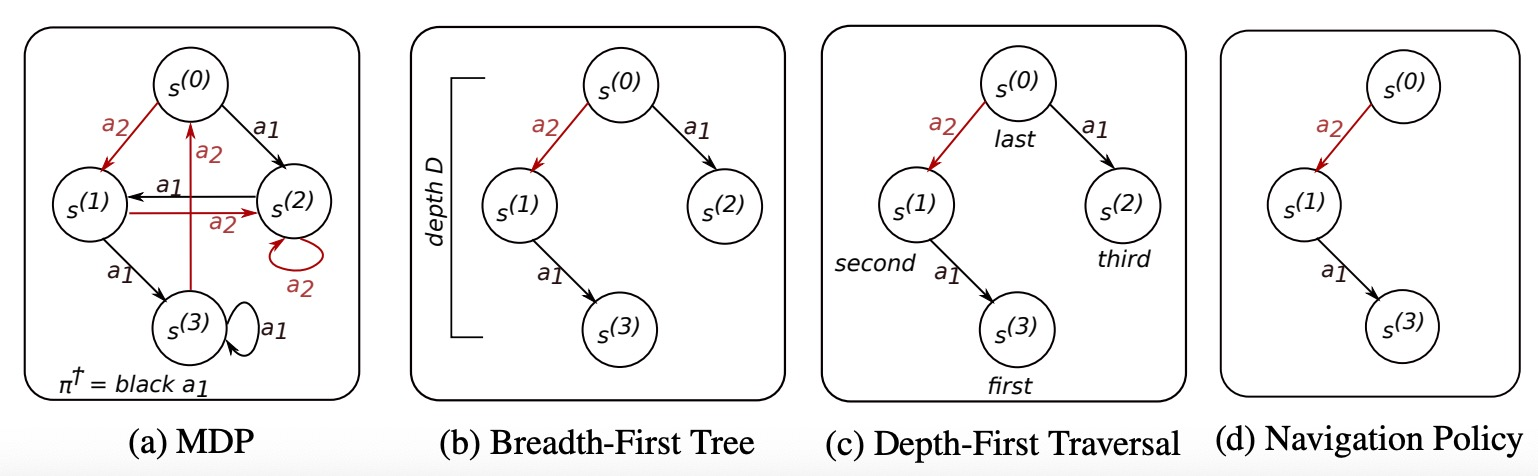 s(0)
a2
a1
a2
s(1)
a1
s(2)
a2
a1
a2
s(3)
a1
π† = black a1
(a) MDP
depth D
s(0)
a2
a1
s(1)
s(2)
a1
s(3)
(b) Breadth-First Tree
s(0)
last
a2
a1
s(1)
s(2)
second
third
a1
s(3)
first
(c) Depth-First Traversal
s(0)
a2
s(1)
a1
s(3)
(d) Navigation Policy